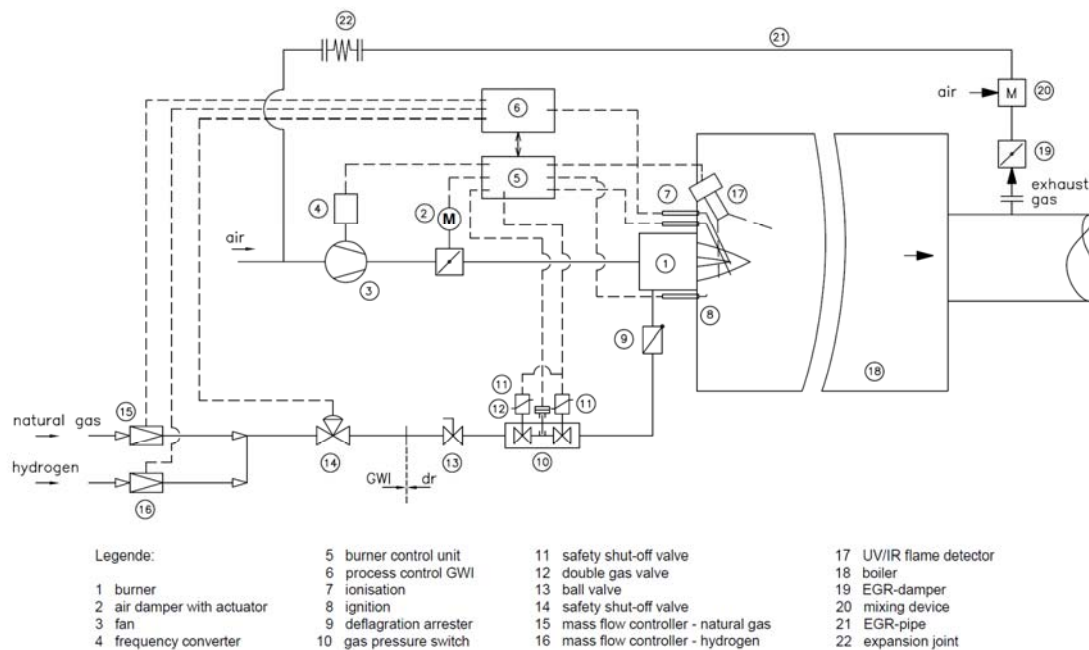 22
21
6
air
M
20
5
7
17
19
4
2
M
exhaust
gas
air
1
3
8
9
18
11
15
12
11
natural gas
14
13
10
hydrogen
GWI
dr
16
Legende:
1 burner
2 air damper with actuator
3 fan
4 frequency converter
5 burner control unit
6 process control GWI
7 ionisation
8 ignition
9 deflagration arrester
10 gas pressure switch
11 safety shut-off valve
12 double gas valve
13 ball valve
14 safety shut-off valve
15 mass flow controller - natural gas
16 mass flow controller - hydrogen
17 UV/IR flame detector
18 boiler
19 EGR-damper
20 mixing device
21 EGR-pipe
22 expansion joint